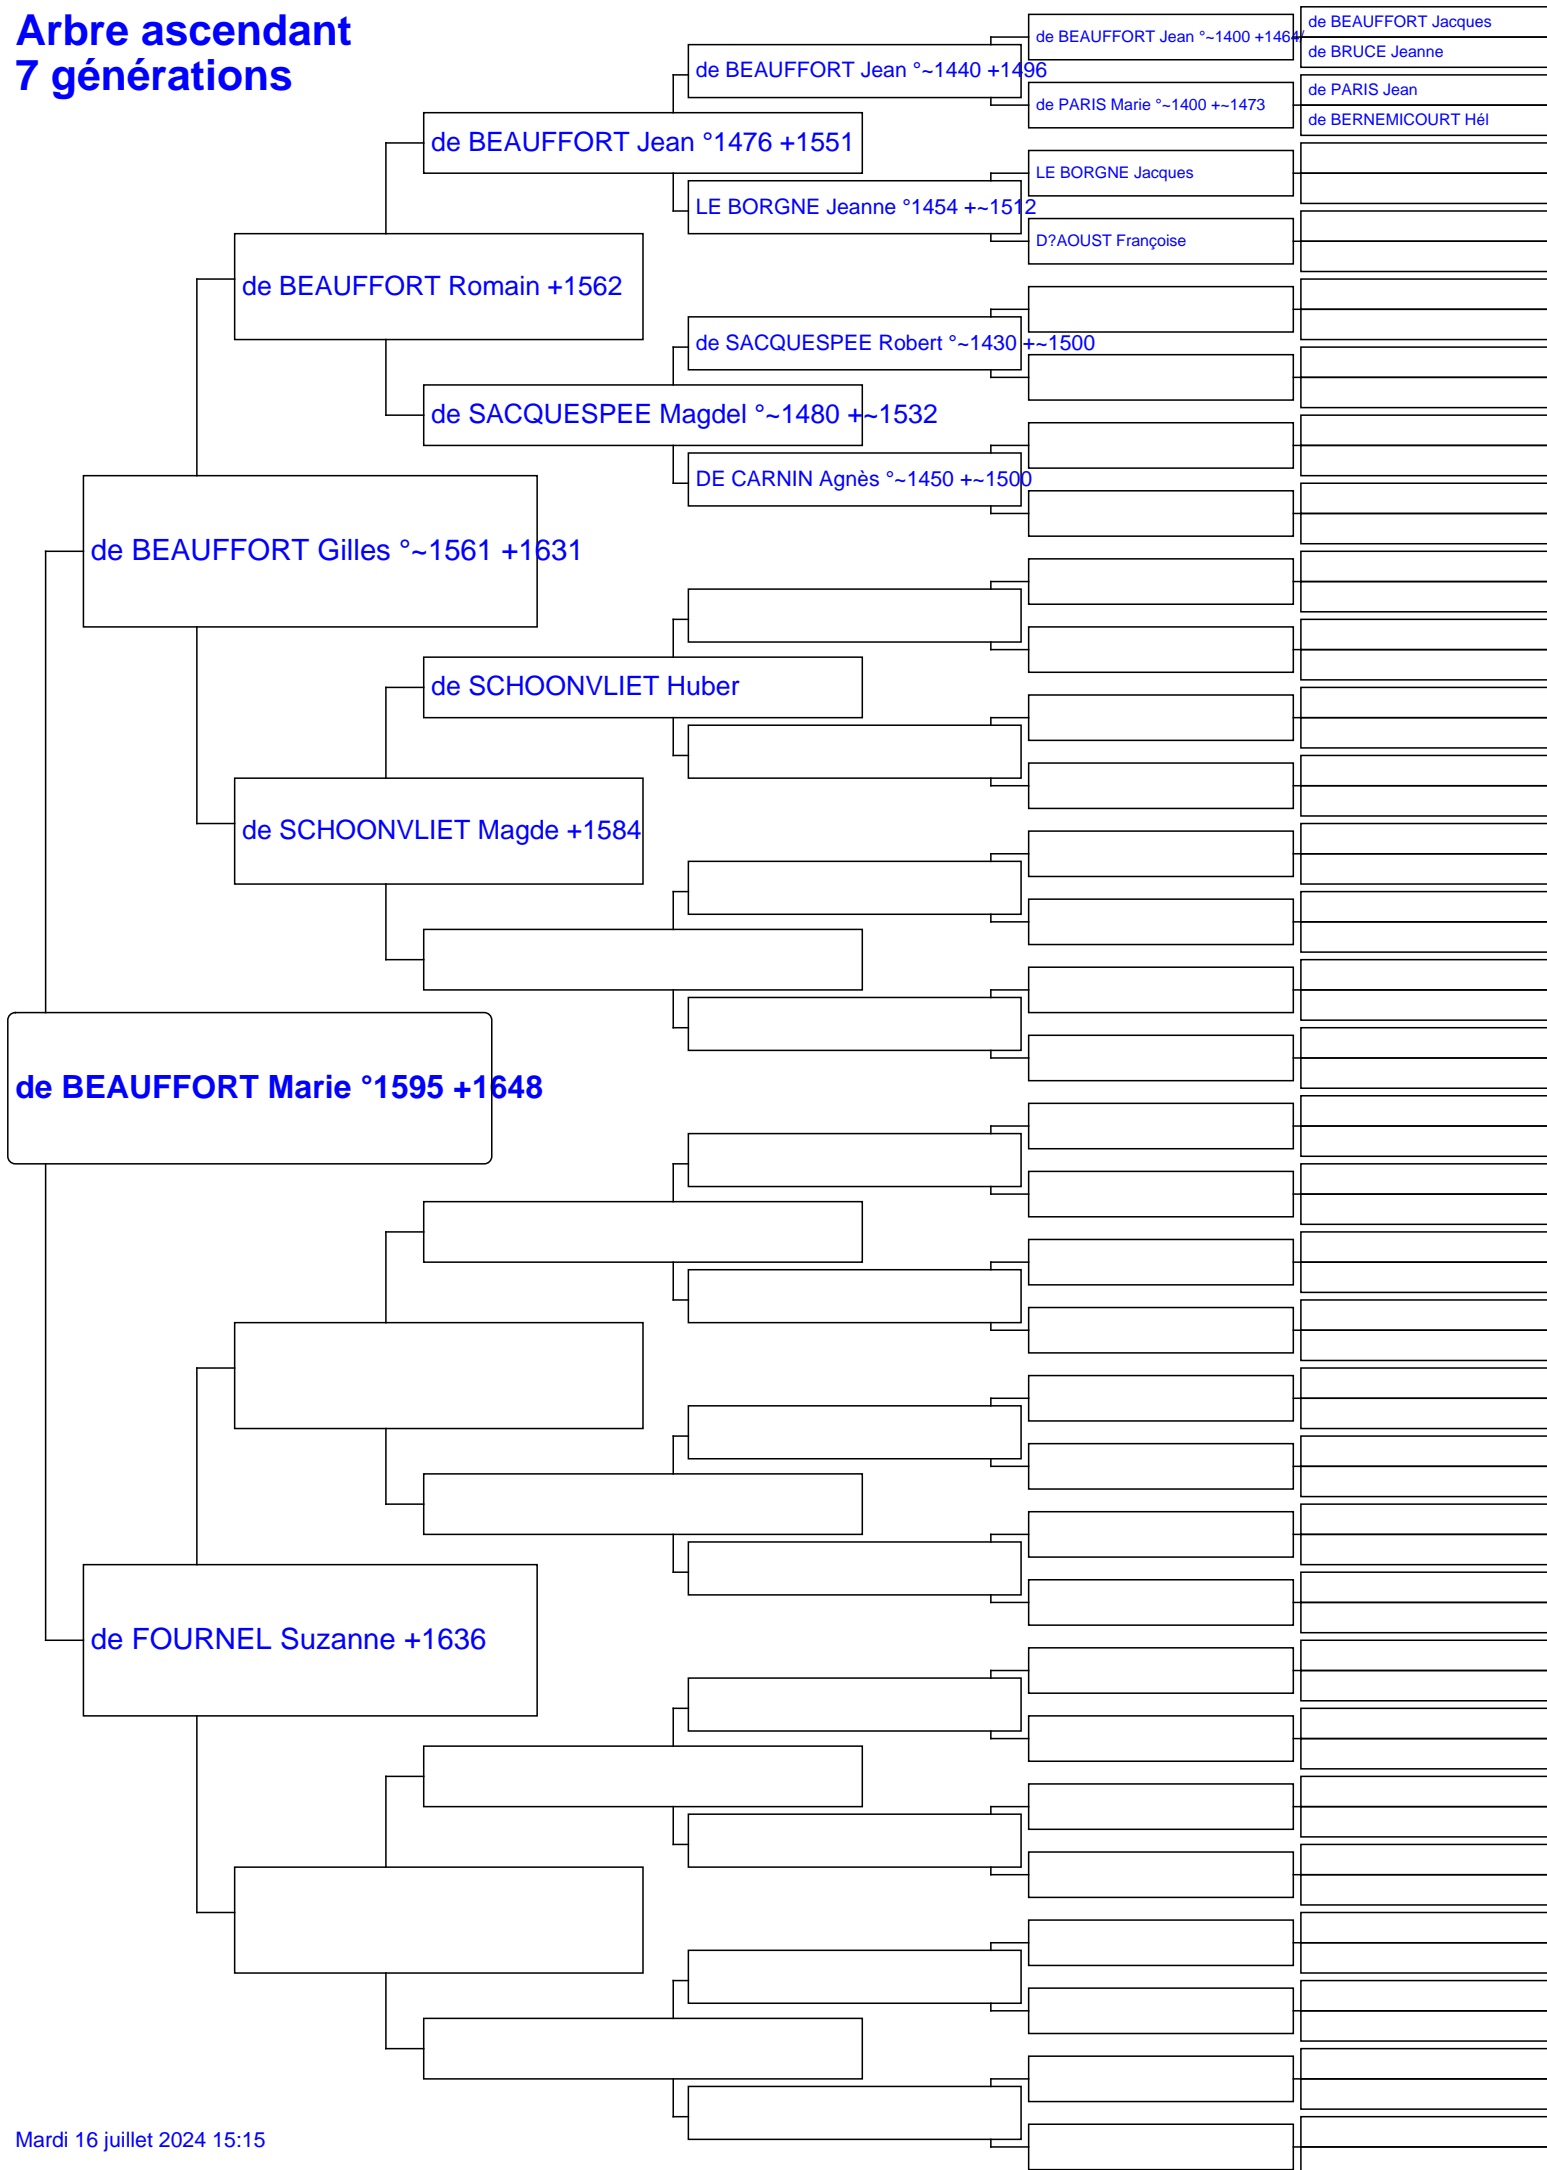 Arbre ascendant
7 générations
de BEAUFFORT Jacques
de BEAUFFORT Jean °~1400 +1464/
de BRUCE Jeanne
de BEAUFFORT Jean °~1440 +1496
de PARIS Jean
de PARIS Marie °~1400 +~1473
de BERNEMICOURT Hél
de BEAUFFORT Jean °1476 +1551
LE BORGNE Jacques
LE BORGNE Jeanne °1454 +~1512
D?AOUST Françoise
de BEAUFFORT Romain +1562
de SACQUESPEE Robert °~1430 +~1500
de SACQUESPEE Magdel °~1480 +~1532
DE CARNIN Agnès °~1450 +~1500
de BEAUFFORT Gilles °~1561 +1631
de SCHOONVLIET Huber
de SCHOONVLIET Magde +1584
de BEAUFFORT Marie °1595 +1648
de FOURNEL Suzanne +1636
Mardi 16 juillet 2024 15:15